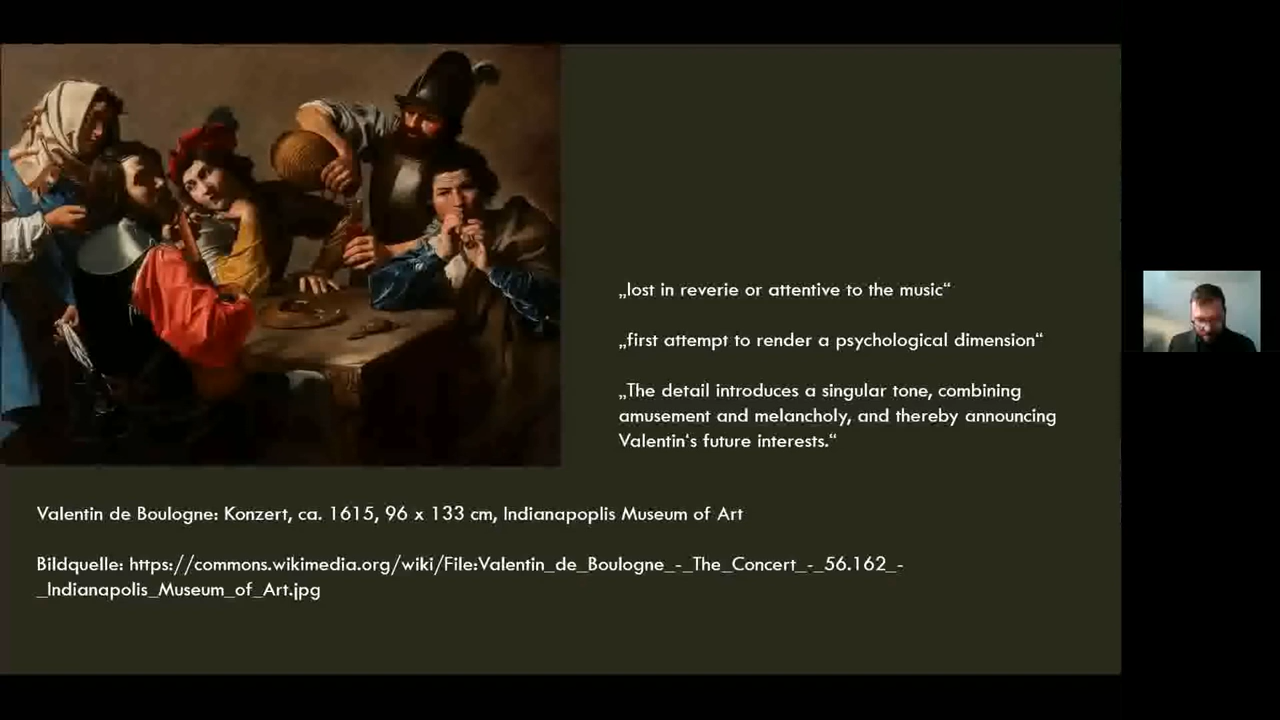 „lost in reverie or attentive to the music“
„first attempt to render a psychological dimension“
„The detail introduces a singular tone, combining
amusement and melancholy, and thereby announcing
Valentin's future interests.“
Valentin de Boulogne: Konzert, ca. 1615, 96 x 133 cm, Indianapoplis Museum of Art
Bildquelle: https://commons.wikimedia.org/wiki/File:Valentin_de_Boulogne_-_The_Concert_-_56.162_-
_Indianapolis_Museum_of_Art.jpg